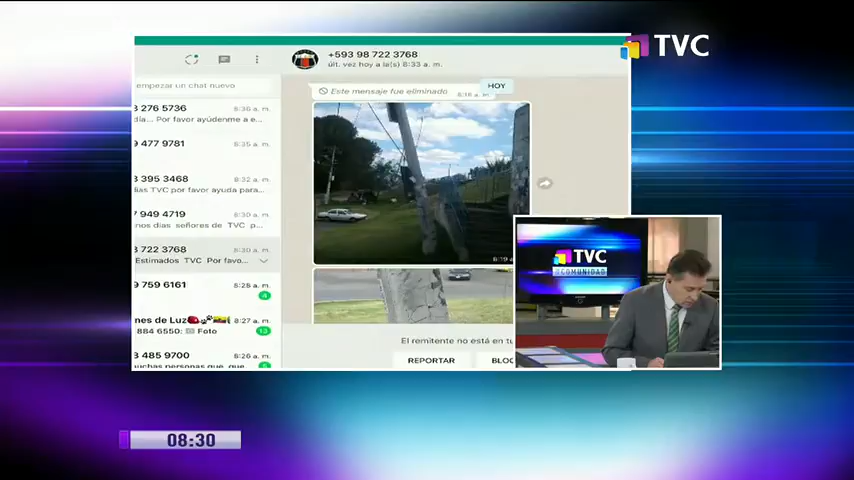 TVC
+593 98 722 3768
últ. vez hoy a la(s) 8:33 a. m.
empezar un chat nuevo
HOY
Este mensaje fue eliminado
8:18 a. m.
3 276 5736
8:36 a. m.
día... Por favor ayúdenme a e...
9 477 9781
8:35 a. m.
3 395 3468
8:32 a. m.
días TVC por favor ayuda para...
7 949 4719
8:30 a. m.
nos días señores de TVC p...
3 722 3768
8:30 a. m.
Estimados TVC Por favo...
9 759 6161
8:28 a. m.
4
nes de Luz
8:27 a. m.
884 6550: Foto
13
3 485 9700
8:26 a. m.
uchas personas que, que
El remitente no está en tu
REPORTAR
BLOC
TVC
COMUNIDAD
08:30